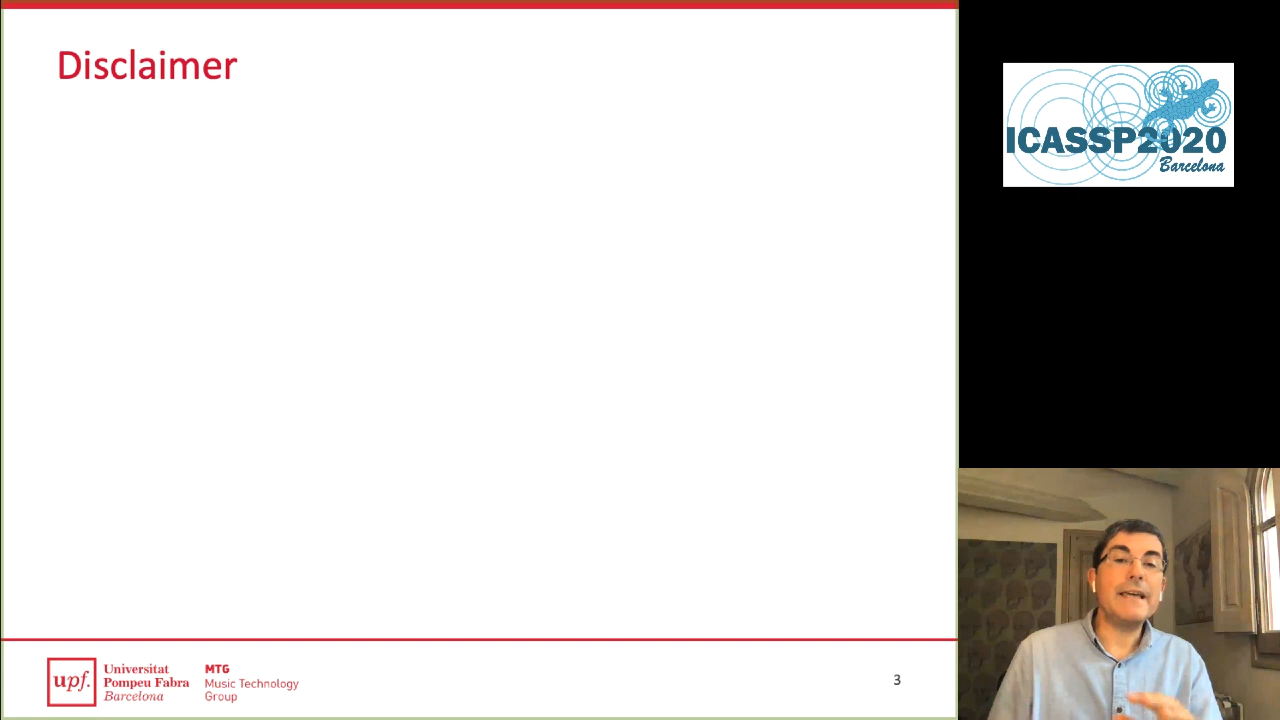 Disclaimer
ICASSP2020
Barcelona
upf.
Universitat
Pompeu Fabra
Barcelona
MTG
Music Technology
Group
3